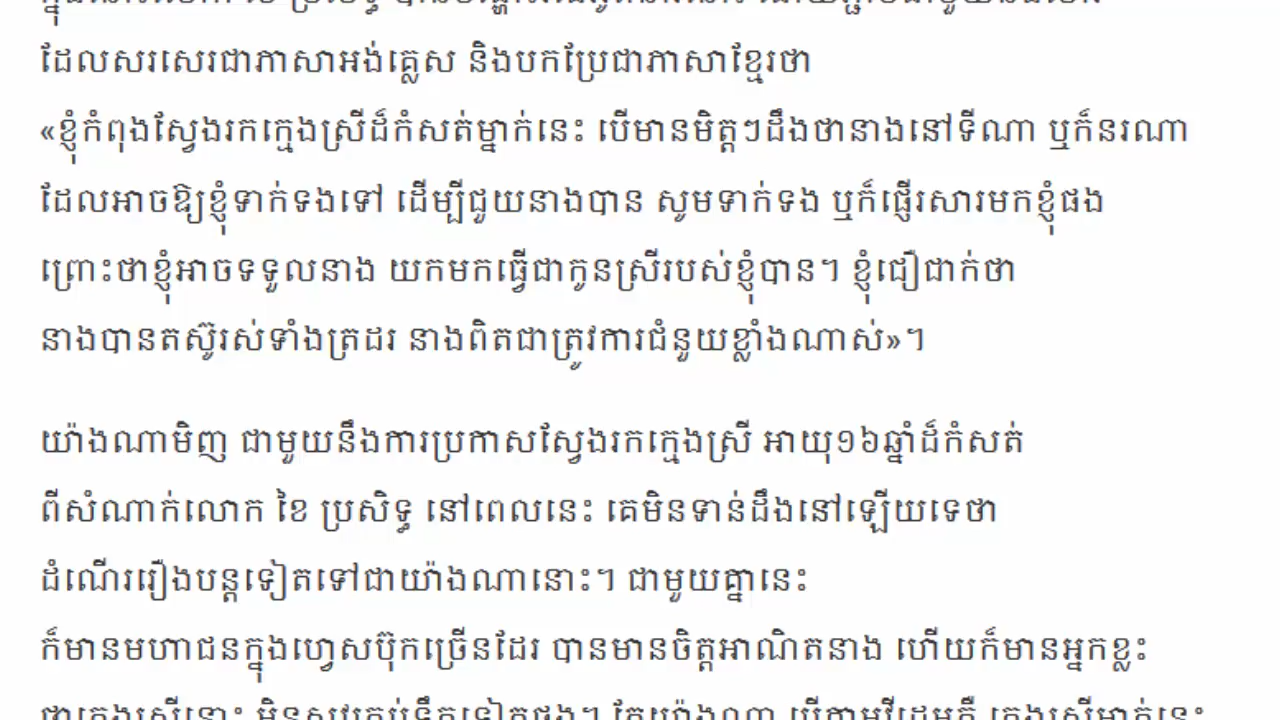 ដែលសរសេរជាភាសាអង់គ្លេស និងបកប្រែជាភាសាខ្មែរថា
«ខ្ញុំកំពុងស្វែងរកក្មេងស្រីដ៏កំសត់ម្នាក់នេះ បើមានមិត្តៗដឹងថានាងនៅទីណា ឬក៏នរណា
ដែលអាចឱ្យខ្ញុំទាក់ទងទៅ ដើម្បីជួយនាងបាន សូមទាក់ទង ឬក៏ផ្ញើរសារមកខ្ញុំផង
ព្រោះថាខ្ញុំអាចទទួលនាង យកមកធ្វើជាកូនស្រីរបស់ខ្ញុំបាន។ ខ្ញុំជឿជាក់ថា
នាងបានតស៊ូរស់ទាំងត្រដរ នាងពិតជាត្រូវការជំនួយខ្លាំងណាស់»។
យ៉ាងណាមិញ ជាមួយនឹងការប្រកាសស្វែងរកក្មេងស្រី អាយុ១៦ឆ្នាំដ៏កំសត់
ពីសំណាក់លោក ខៃ ប្រសិទ្ធ នៅពេលនេះ គេមិនទាន់ដឹងនៅឡើយទេថា
ដំណើររឿងបន្តទៀតទៅជាយ៉ាងណានោះ។ ជាមួយគ្នានេះ
ក៏មានមហាជនក្នុងហ្វេសប៊ុកច្រើនដែរ បានមានចិត្តអាណិតនាង ហើយក៏មានអ្នកខ្លះ